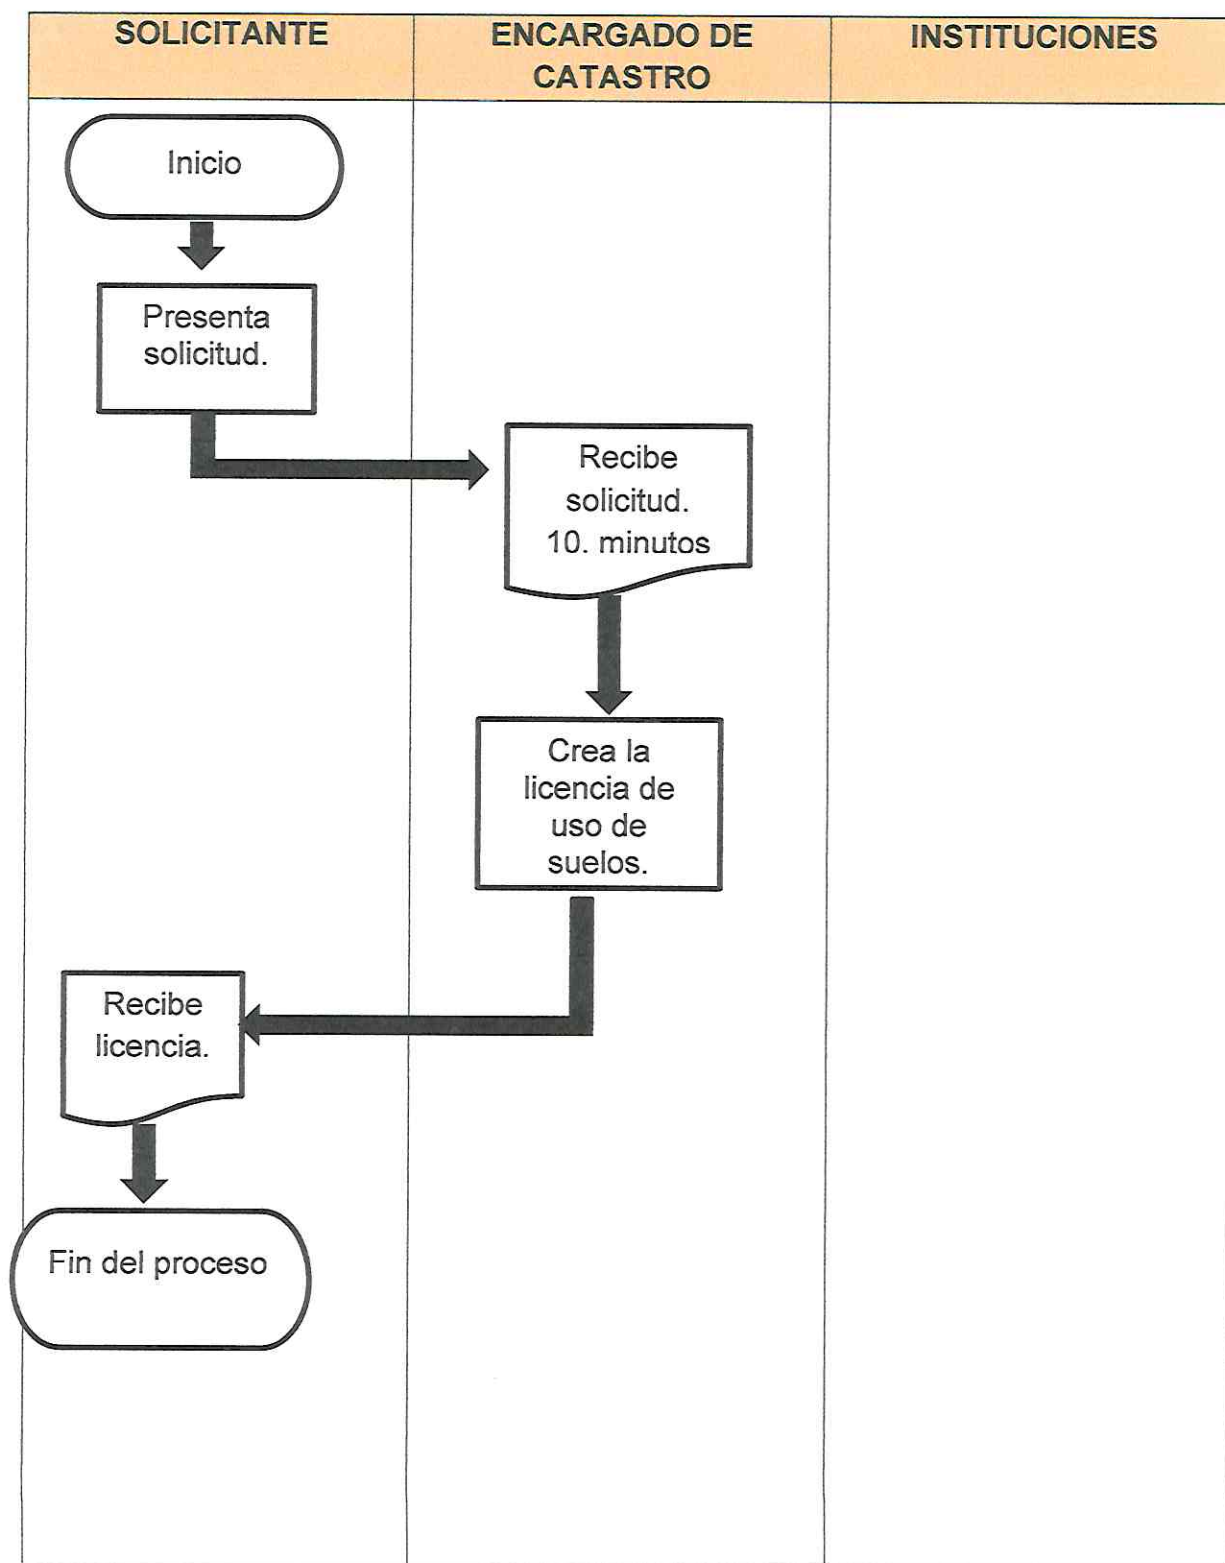 SOLICITANTE
ENCARGADO DE
CATASTRO
INSTITUCIONES
Inicio
Presenta
solicitud.
Recibe
solicitud.
10. minutos
Crea la
licencia de
uso de
suelos.
Recibe
licencia.
Fin del proceso